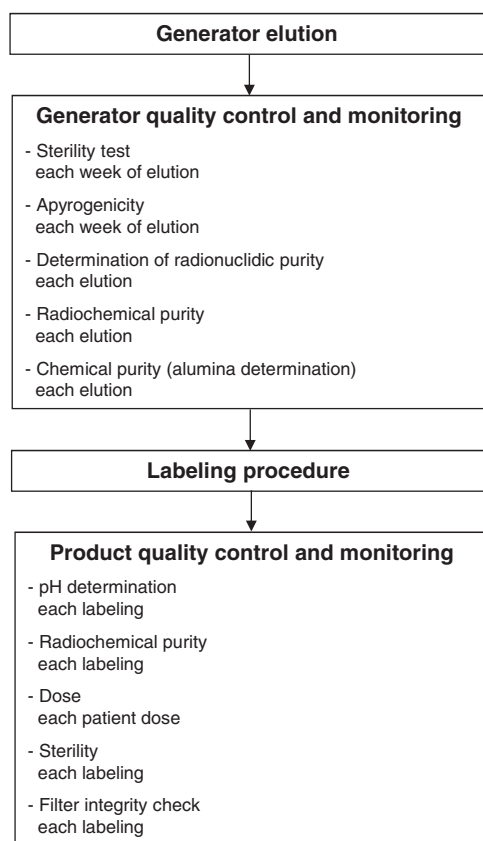 Generator elution
Generator quality control and monitoring
- Sterility test
each week of elution
- Apyrogenicity
each week of elution
- Determination of radionuclidic purity
each elution
- Radiochemical purity
each elution
- Chemical purity (alumina determination)
each elution
Labeling procedure
Product quality control and monitoring
- pH determination
each labeling
- Radiochemical purity
each labeling
- Dose
each patient dose
- Sterility
each labeling
- Filter integrity check
each labeling